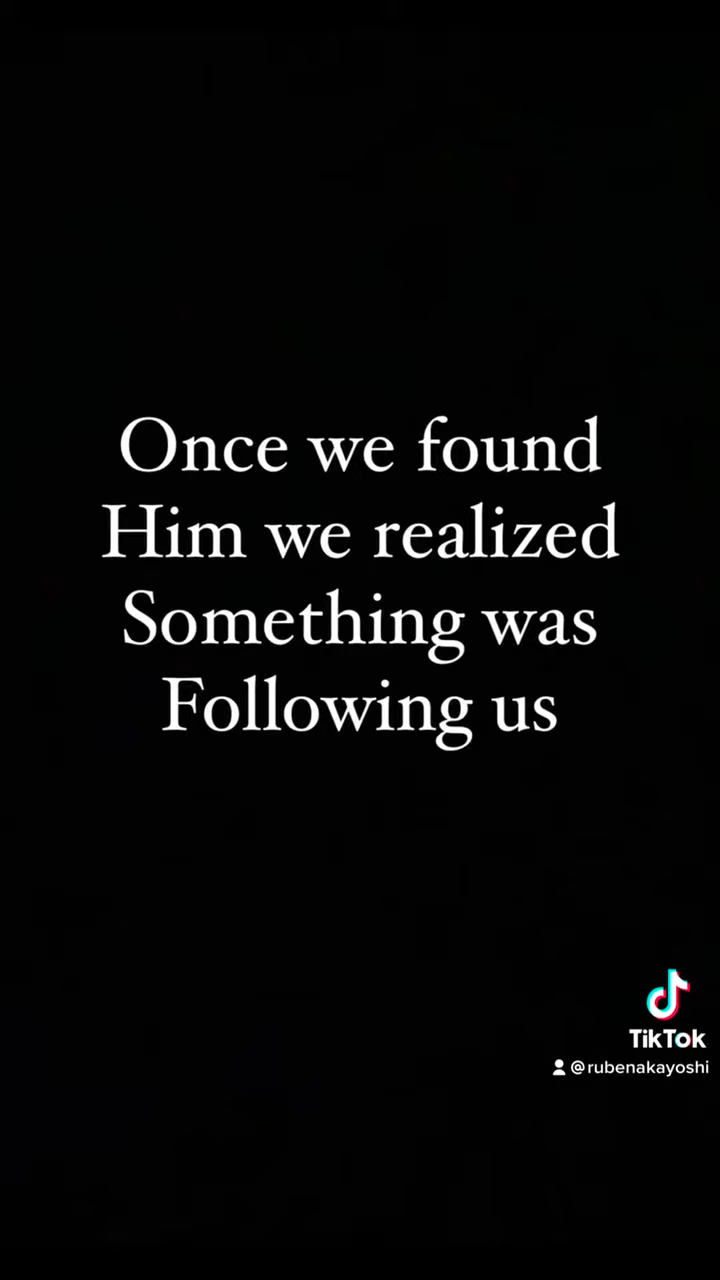 Once we found
Him we realized
Something was
Following us
TikTok
@rubenakayoshi